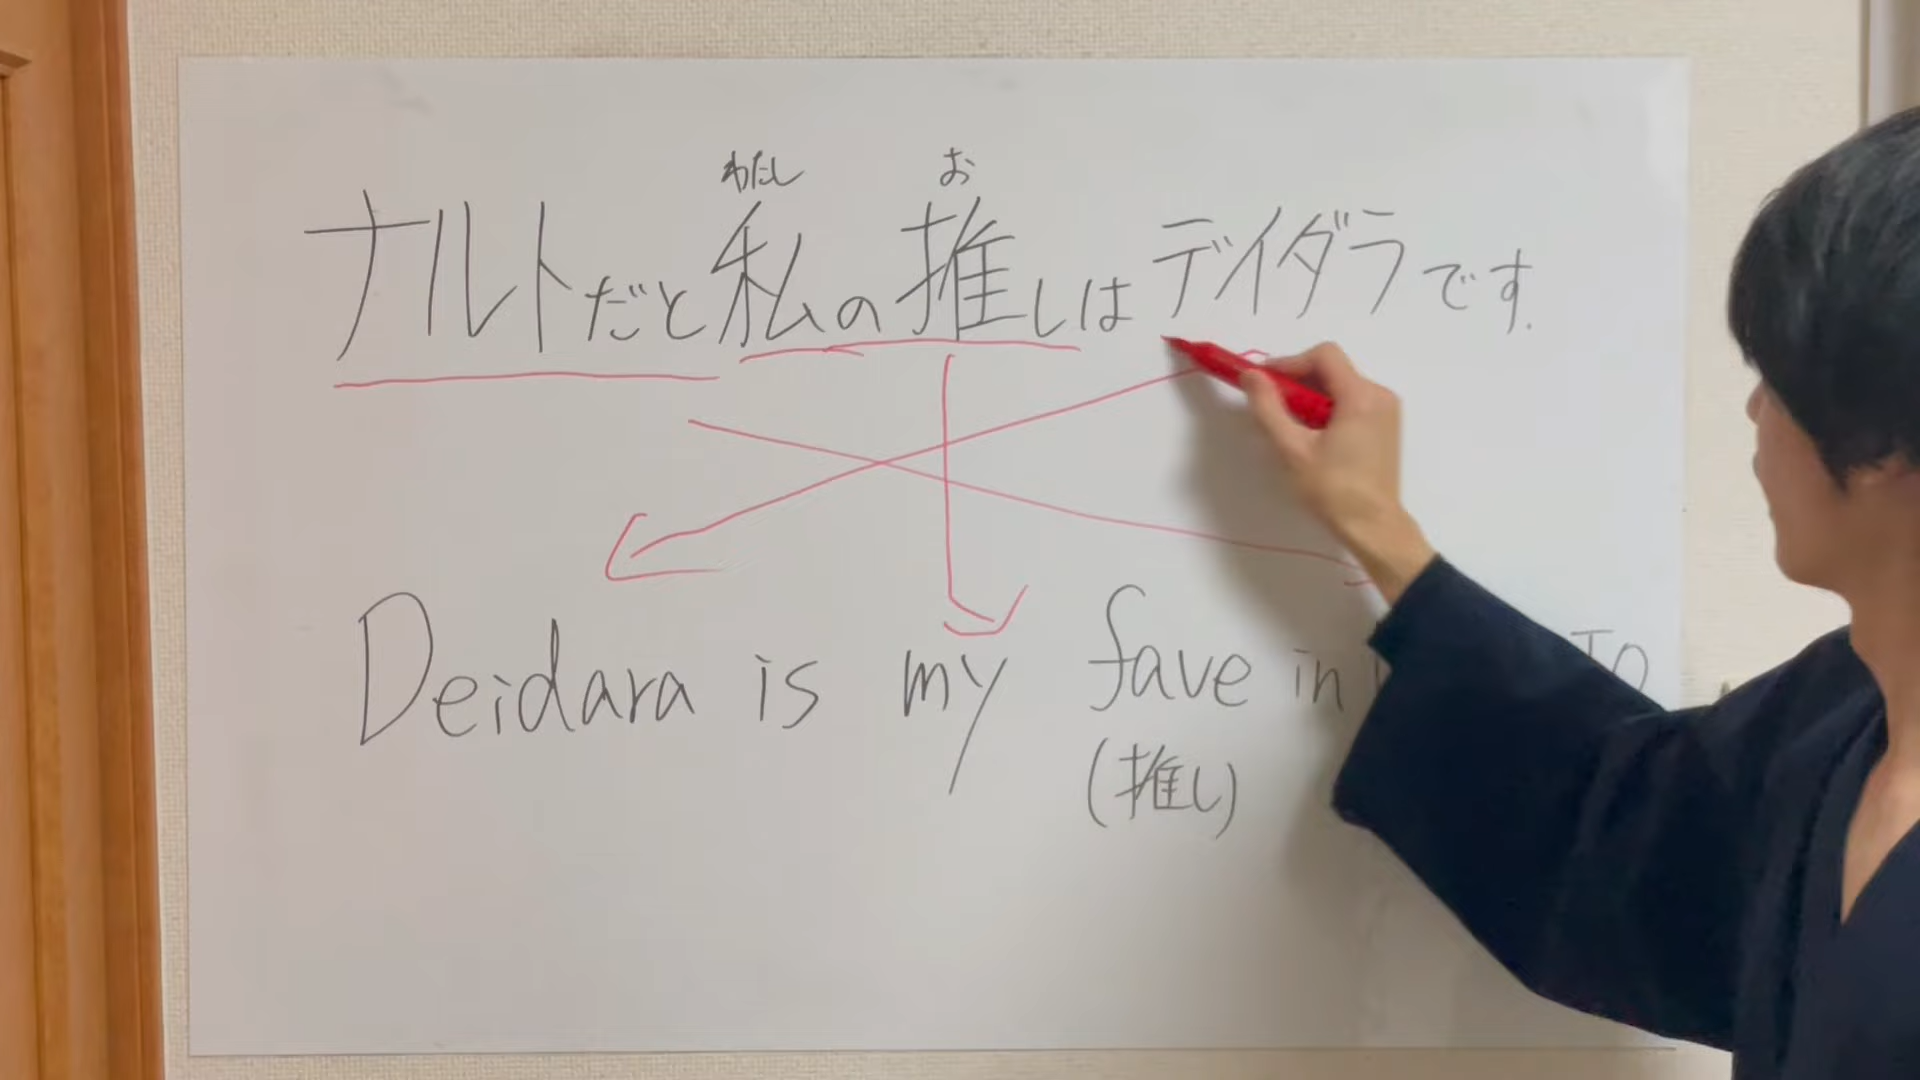 わたし お
ナルトだと私の推しはデイダラです.
Deidara is my fave in
(推し)